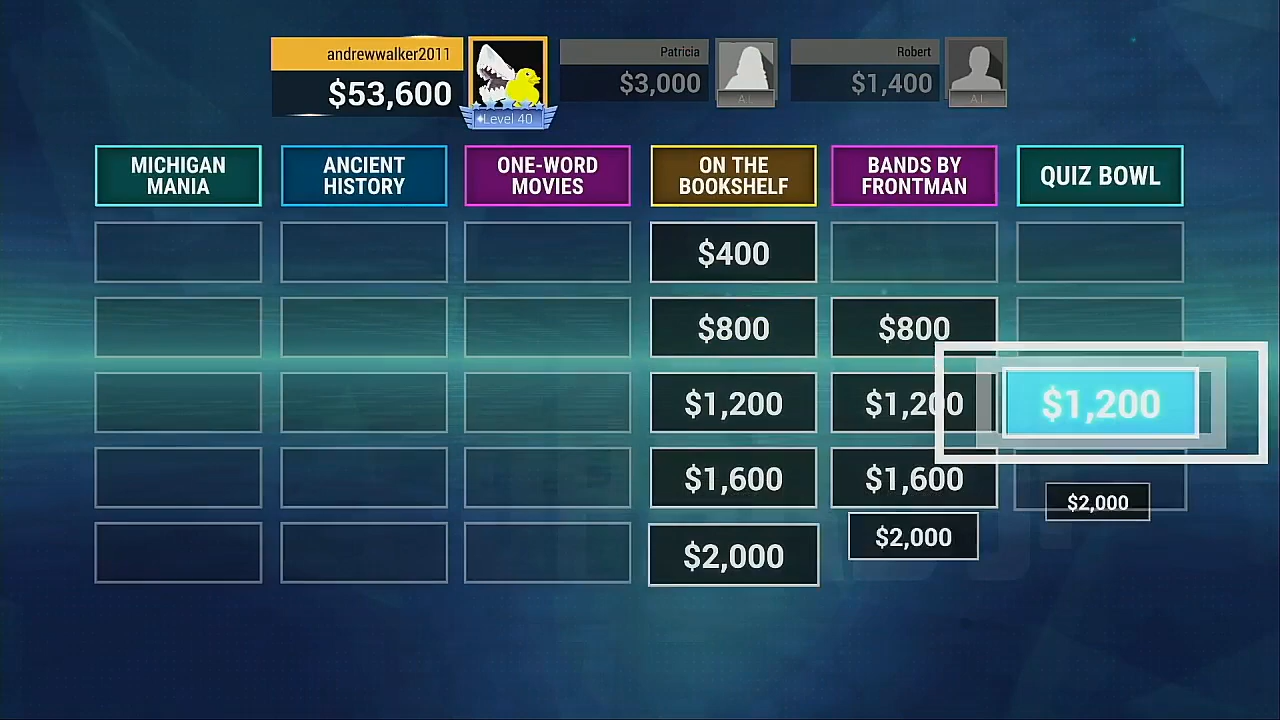 andrewwalker2011
$53,600
Level 40
Patricia
$3,000
A.I.
Robert
$1,400
A.I.
MICHIGAN
MANIA
ANCIENT
HISTORY
ONE-WORD
MOVIES
ON THE
BOOKSHELF
BANDS BY
FRONTMAN
QUIZ BOWL
$400
$800
$800
$1,200
$1,200
$1,200
$1,600
$1,600
$2,000
$2,000
$2,000